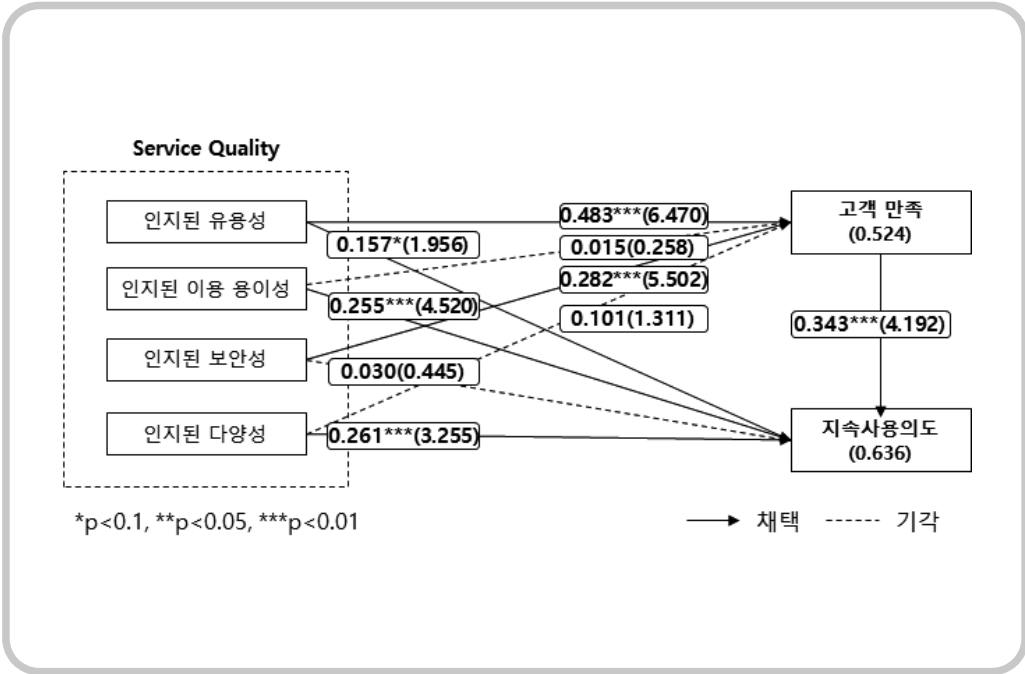 Service Quality
인지된 유용성
인지된 이용 용이성
인지된 보안성
인지된 다양성
0.157*(1.956)
0.255***(4.520)
0.030(0.445)
0.261***(3.255)
0.483***(6.470)
0.015(0.258)
0.282***(5.502)
0.101(1.311)
고객 만족
(0.524)
0.343***(4.192)
지속사용의도
(0.636)
*p<0.1, **p<0.05, ***p<0.01
채택
기각